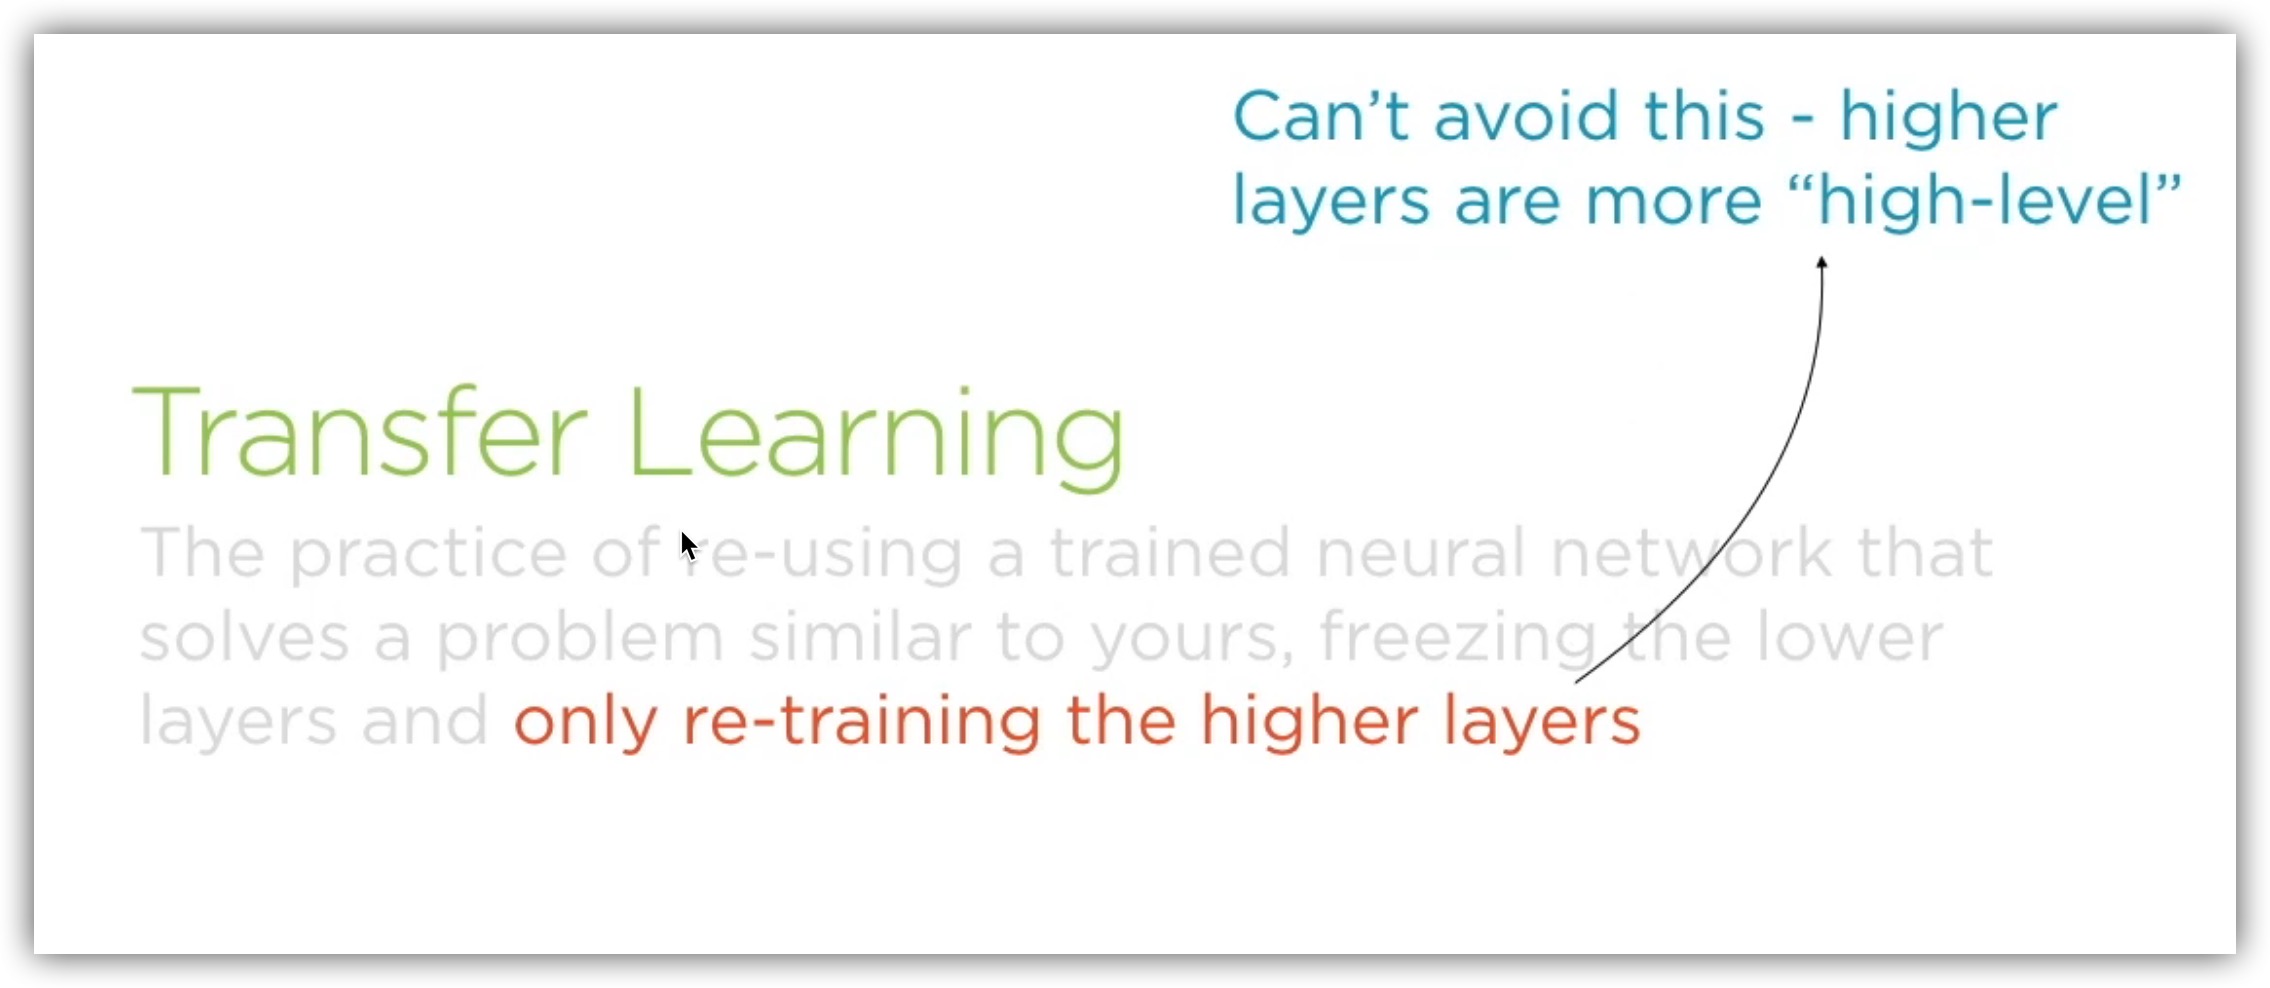 Can’t avoid this - higher
layers are more “high-level”
Transfer Learning
The practice of re-using a trained neural network that
solves a problem similar to yours, freezing the lower
layers and only re-training the higher layers